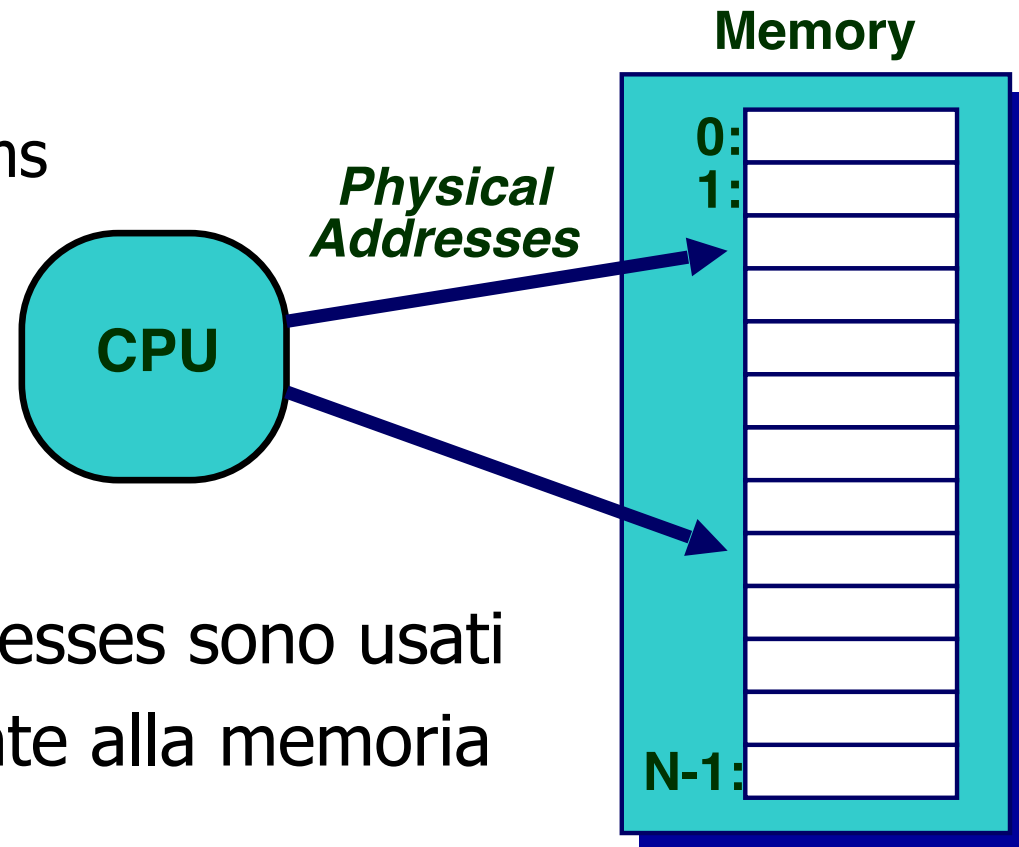 Memory
0:
ns
1:
Physical
Addresses
CPU
esses sono usati
te alla memoria
N-1: